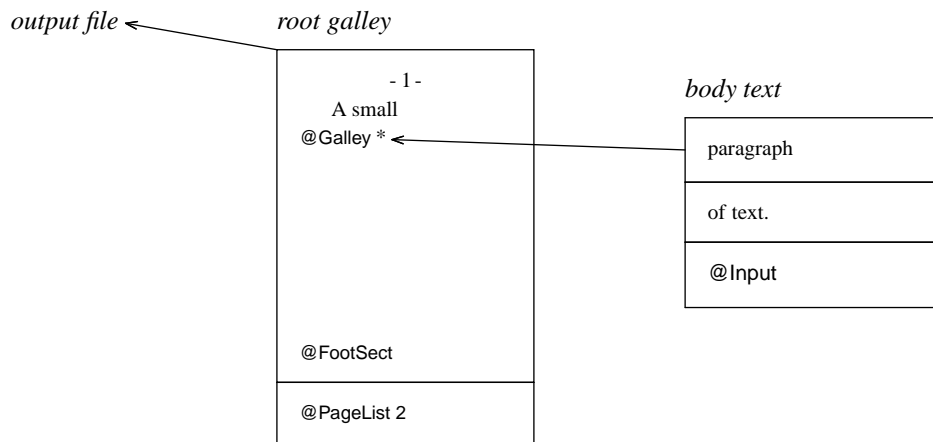 output file
root galley
- 1 -
A small
@Galley *
@FootSect
@PageList 2
body text
paragraph
of text.
@Input